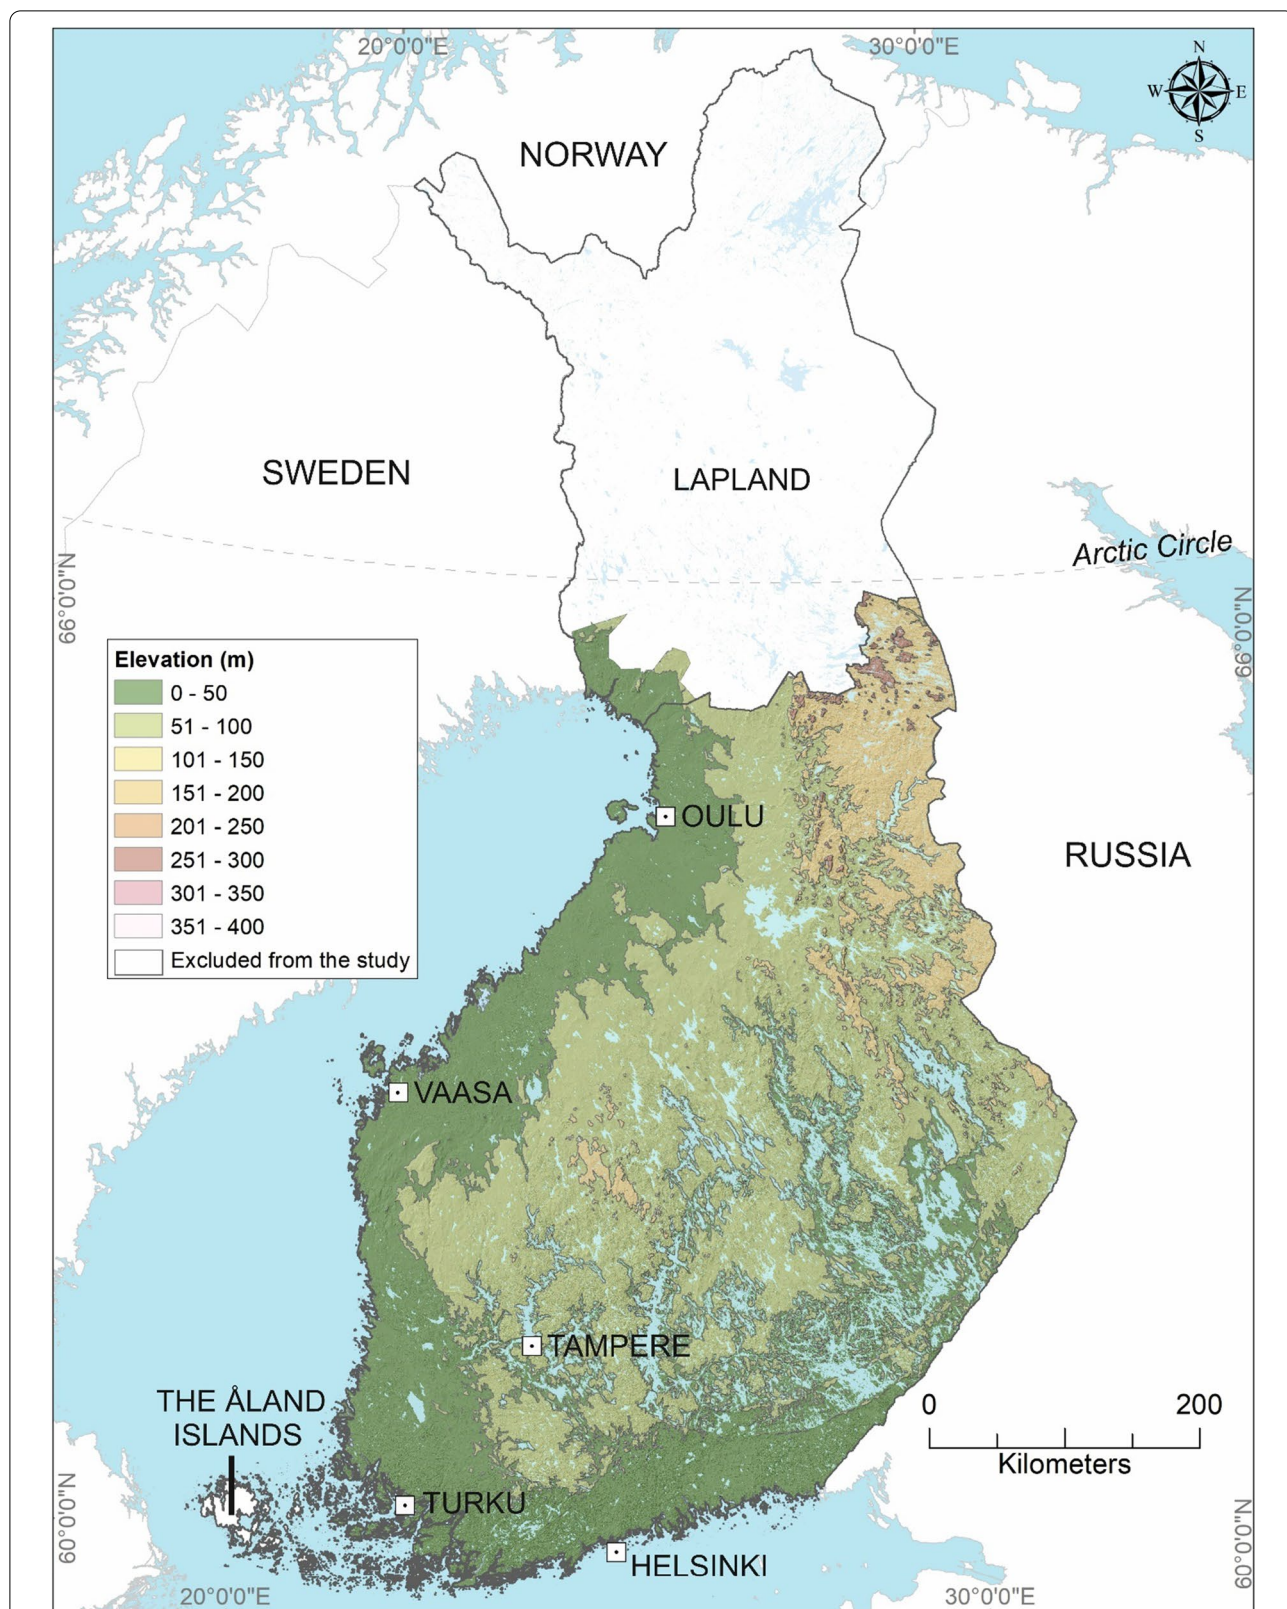 20°0'0"E
30°0'0"E
N
W
E
S
NORWAY
SWEDEN
LAPLAND
Arctic Circle
66°0'0"N
66°0'0"N
Elevation (m)
0 - 50
51 - 100
101 - 150
151 - 200
201 - 250
251 - 300
301 - 350
351 - 400
Excluded from the study
OULU
RUSSIA
VAASA
TAMPERE
THE ÅLAND
ISLANDS
0
200
Kilometers
TURKU
HELSINKI
60°0'0"N
60°0'0"N
20°0'0"E
30°0'0"E